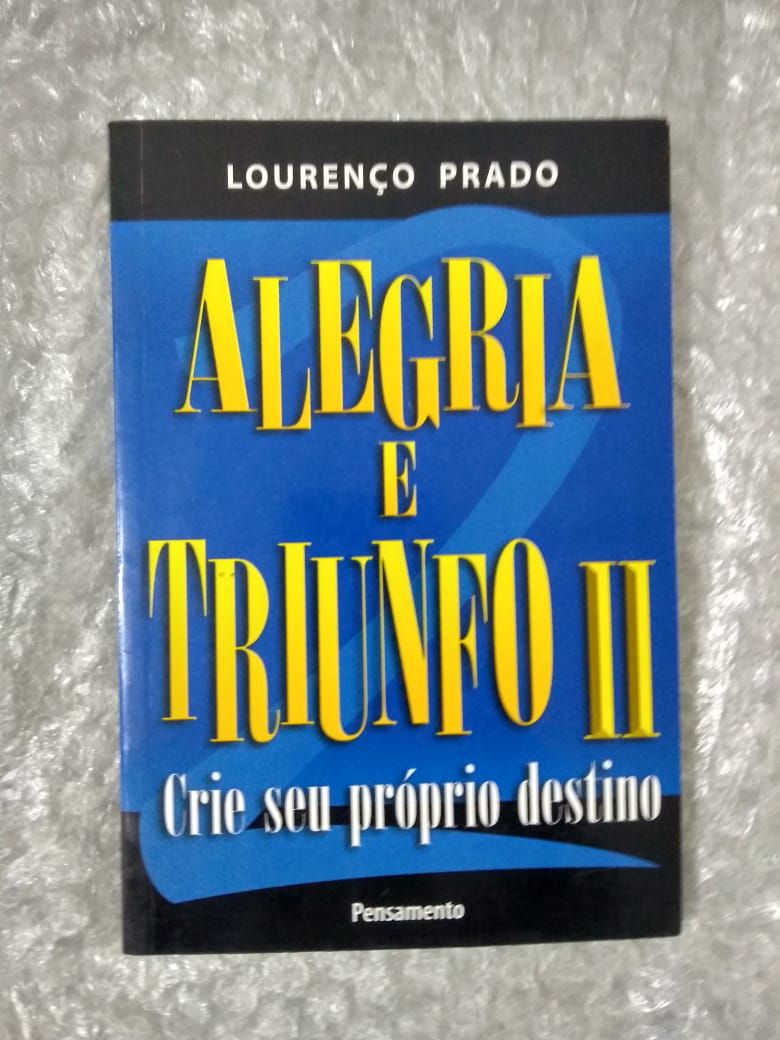 LOURENÇO PRADO
ALEGRIA
E
TRIUNFO II
Crie seu próprio destino
Pensamento